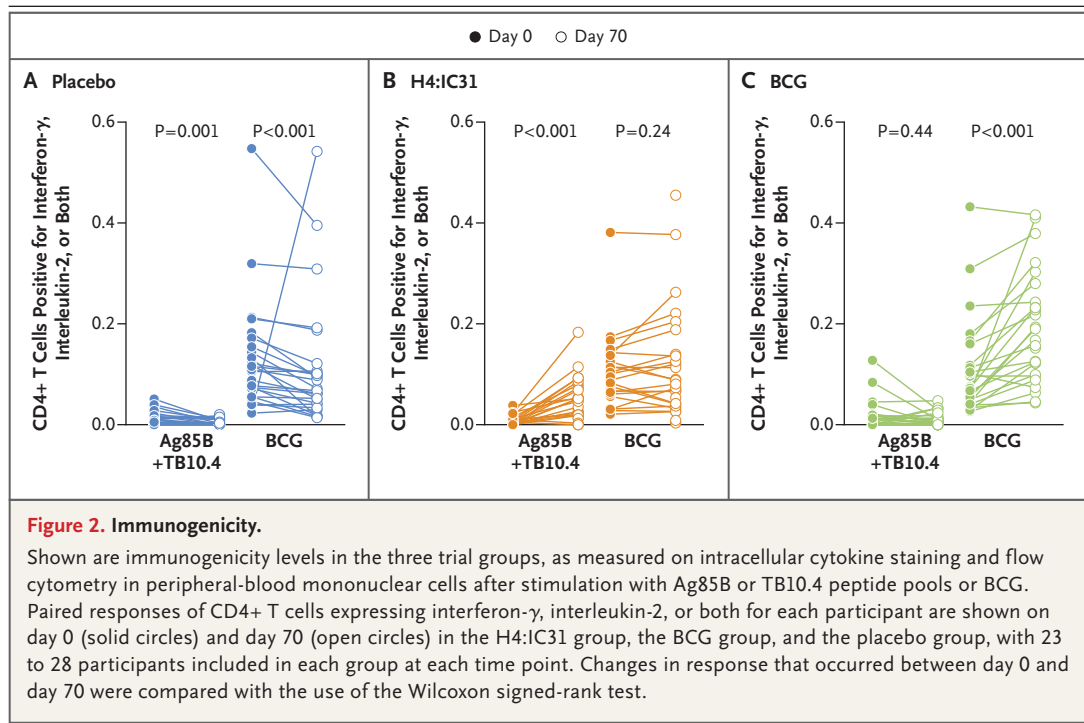 ● Day 0 ○ Day 70
A Placebo
CD4+ T Cells Positive for Interferon-γ,
Interleukin-2, or Both
0.6
0.4
0.2
0.0
P=0.001 P<0.001
Ag85B
+TB10.4
BCG
B H4:IC31
CD4+ T Cells Positive for Interferon-γ,
Interleukin-2, or Both
0.6
0.4
0.2
0.0
P<0.001 P=0.24
Ag85B
+TB10.4
BCG
C BCG
CD4+ T Cells Positive for Interferon-γ,
Interleukin-2, or Both
0.6
0.4
0.2
0.0
P=0.44 P<0.001
Ag85B
+TB10.4
BCG
Figure 2. Immunogenicity.
Shown are immunogenicity levels in the three trial groups, as measured on intracellular cytokine staining and flow
cytometry in peripheral-blood mononuclear cells after stimulation with Ag85B or TB10.4 peptide pools or BCG.
Paired responses of CD4+ T cells expressing interferon-γ, interleukin-2, or both for each participant are shown on
day 0 (solid circles) and day 70 (open circles) in the H4:IC31 group, the BCG group, and the placebo group, with 23
to 28 participants included in each group at each time point. Changes in response that occurred between day 0 and
day 70 were compared with the use of the Wilcoxon signed-rank test.